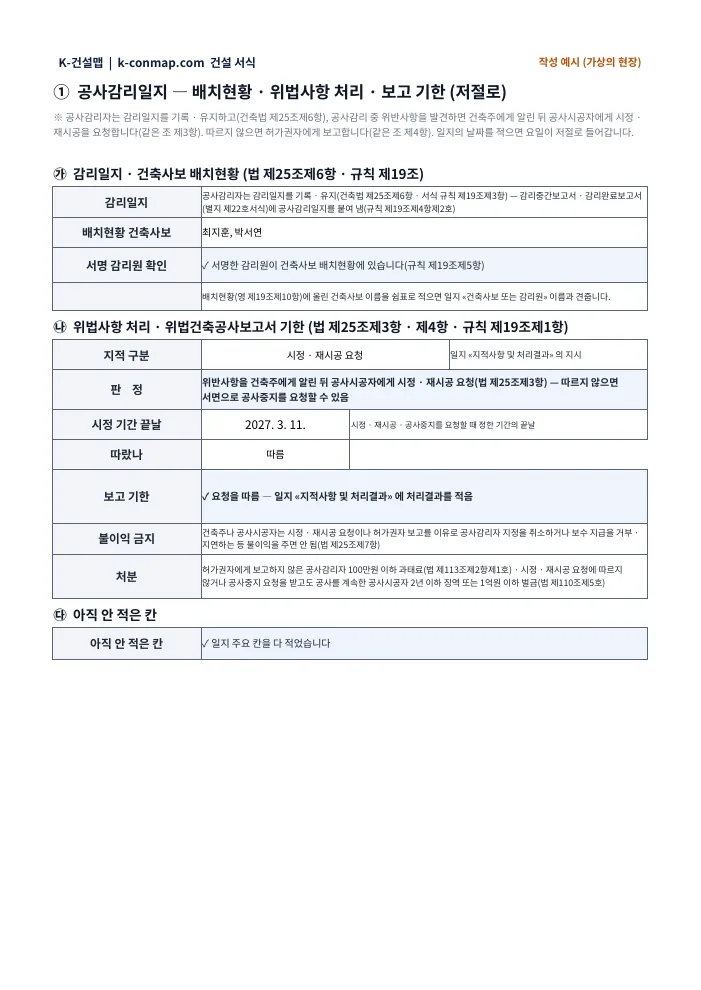 K-건설맵 | k-conmap.com 건설 서식
작성 예시 (가상의 현장)
① 공사감리일지 — 배치현황 · 위법사항 처리 · 보고 기한 (저절로)
※ 공사감리자는 감리일지를 기록 · 유지하고(건축법 제25조제6항), 공사감리 중 위반사항을 발견하면 건축주에게 알린 뒤 공사시공자에게 시정 ·
재시공을 요청합니다(같은 조 제3항). 따르지 않으면 허가권자에게 보고합니다(같은 조 제4항). 일지의 날짜를 적으면 요일이 저절로 들어갑니다.
㉮ 감리일지 · 건축사보 배치현황 (법 제25조제6항 · 규칙 제19조)
감리일지
공사감리자는 감리일지를 기록 · 유지(건축법 제25조제6항 · 서식 규칙 제19조제3항) — 감리중간보고서 · 감리완료보고서
(별지 제22호서식)에 공사감리일지를 붙여 냄(규칙 제19조제4항제2호)
배치현황 건축사보
최지훈, 박서연
서명 감리원 확인
✓ 서명한 감리원이 건축사보 배치현황에 있습니다(규칙 제19조제5항)
배치현황(영 제19조제10항)에 올린 건축사보 이름을 쉼표로 적으면 일지 «건축사보 또는 감리원» 이름과 견줍니다.
㉯ 위법사항 처리 · 위법건축공사보고서 기한 (법 제25조제3항 · 제4항 · 규칙 제19조제1항)
지적 구분
시정 · 재시공 요청
일지 «지적사항 및 처리결과» 의 지시
판 정
위반사항을 건축주에게 알린 뒤 공사시공자에게 시정 · 재시공 요청(법 제25조제3항) — 따르지 않으면
서면으로 공사중지를 요청할 수 있음
시정 기간 끝날
2027. 3. 11.
시정 · 재시공 · 공사중지를 요청할 때 정한 기간의 끝날
따랐나
따름
보고 기한
✓ 요청을 따름 — 일지 «지적사항 및 처리결과» 에 처리결과를 적음
불이익 금지
건축주나 공사시공자는 시정 · 재시공 요청이나 허가권자 보고를 이유로 공사감리자 지정을 취소하거나 보수 지급을 거부 ·
지연하는 등 불이익을 주면 안 됨(법 제25조제7항)
처분
허가권자에게 보고하지 않은 공사감리자 100만원 이하 과태료(법 제113조제2항제1호) · 시정 · 재시공 요청에 따르지
않거나 공사중지 요청을 받고도 공사를 계속한 공사시공자 2년 이하 징역 또는 1억원 이하 벌금(법 제110조제5호)
㉰ 아직 안 적은 칸
아직 안 적은 칸
✓ 일지 주요 칸을 다 적었습니다